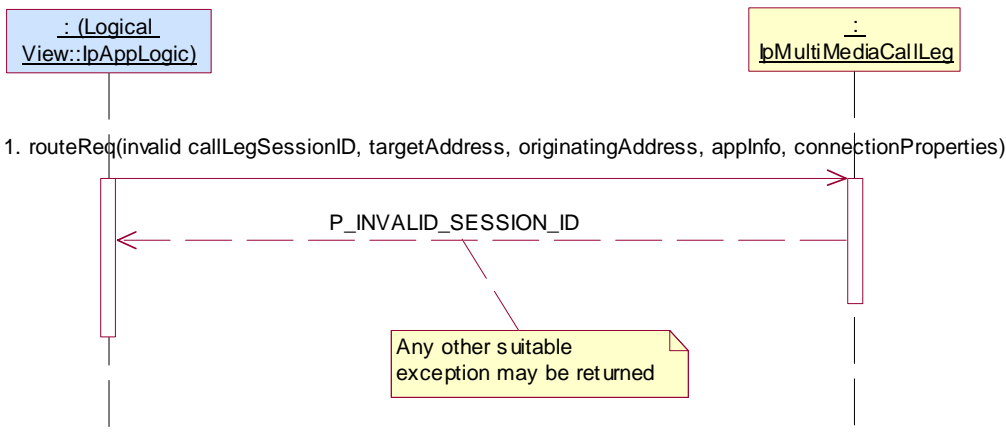 : (Logical
View::IpAppLogic)
:
IpMultiMediaCallLeg
1. routeReq(invalid callLegSessionID, targetAddress, originatingAddress, appInfo, connectionProperties)
P_INVALID_SESSION_ID
Any other suitable
exception may be returned